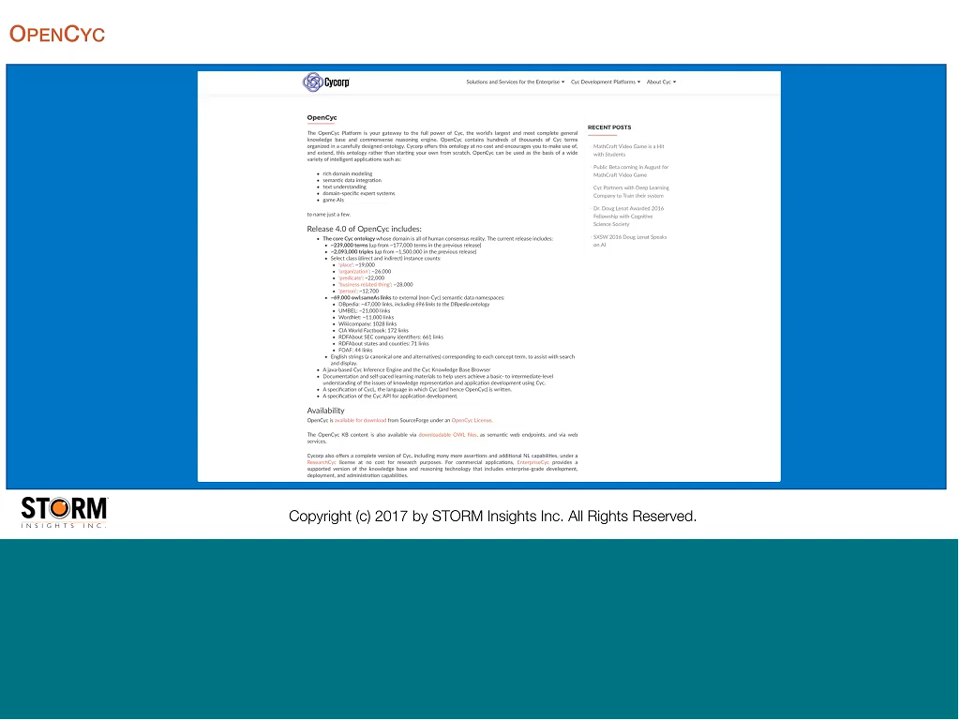 OPENCYC
Cycorp
Solutions and Services for the Enterprise Cyc Development Platforms About Cyc
OpenCyc
The OpenCyc Platform is your gateway to the full power of Cyc, the world's largest and most complete general
knowledge base and commonsense reasoning engine. OpenCyc contains hundreds of thousands of Cyc terms
organized in a carefully designed ontology. Cycorp offers this ontology at no cost and encourages you to make use of,
and extend, this ontology rather than starting your own from scratch. OpenCyc can be used as the basis of a wide
variety of intelligent applications such as:
• rich domain modeling
• semantic data integration
• text understanding
• domain-specific expert systems
• game AIs
to name just a few.
Release 4.0 of OpenCyc includes:
• The core Cyc ontology whose domain is all of human consensus reality. The current release includes:
• ~239,000 terms (up from ~177,000 terms in the previous release)
• ~2,093,000 triples (up from ~1,500,000 in the previous release)
• Select class (direct and indirect) instance counts:
• 'place': ~19,000
• 'organization': ~26,000
• 'predicate': ~22,000
• 'business-related thing': ~28,000
• 'person': ~12,700
• ~69,000 owl:sameAs links to external (non-Cyc) semantic data namespaces:
• DBpedia: ~47,000 links, including 696 links to the DBpedia ontology
• UMBEL: ~21,000 links
• WordNet: ~11,000 links
• Wikicompany: 1028 links
• CIA World Factbook: 172 links
• RDFAbout SEC company identifiers: 661 links
• RDFAbout states and counties: 71 links
• FOAF: 44 links
• English strings (a canonical one and alternatives) corresponding to each concept term, to assist with search
and display.
• A java-based Cyc Inference Engine and the Cyc Knowledge Base Browser
• Documentation and self-paced learning materials to help users achieve a basic- to intermediate-level
understanding of the issues of knowledge representation and application development using Cyc.
• A specification of CycL, the language in which Cyc (and hence OpenCyc) is written.
• A specification of the Cyc API for application development.
Availability
OpenCyc is available for download from SourceForge under an OpenCyc License.
The OpenCyc KB content is also available via downloadable OWL files, as semantic web endpoints, and via web
services.
Cycorp also offers a complete version of Cyc, including many more assertions and additional NL capabilities, under a
ResearchCyc license at no cost for research purposes. For commercial applications, EnterpriseCyc provides a
supported version of the knowledge base and reasoning technology that includes enterprise-grade development,
deployment, and administration capabilities.
RECENT POSTS
MathCraft Video Game is a Hit
with Students
Public Beta coming in August for
MathCraft Video Game
Cyc Partners with Deep Learning
Company to Train their system
Dr. Doug Lenat Awarded 2016
Fellowship with Cognitive
Science Society
SXSW 2016 Doug Lenat Speaks
on AI
STORM
INSIGHTS INC.
Copyright (c) 2017 by STORM Insights Inc. All Rights Reserved.